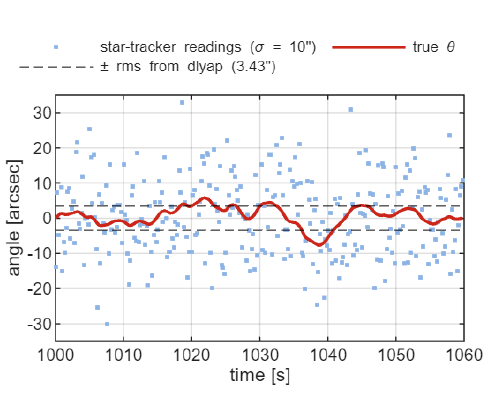 star-tracker readings (σ = 10") true θ
± rms from dlyap (3.43")
30
20
10
0
-10
-20
-30
angle [arcsec]
1000 1010 1020 1030 1040 1050 1060
time [s]